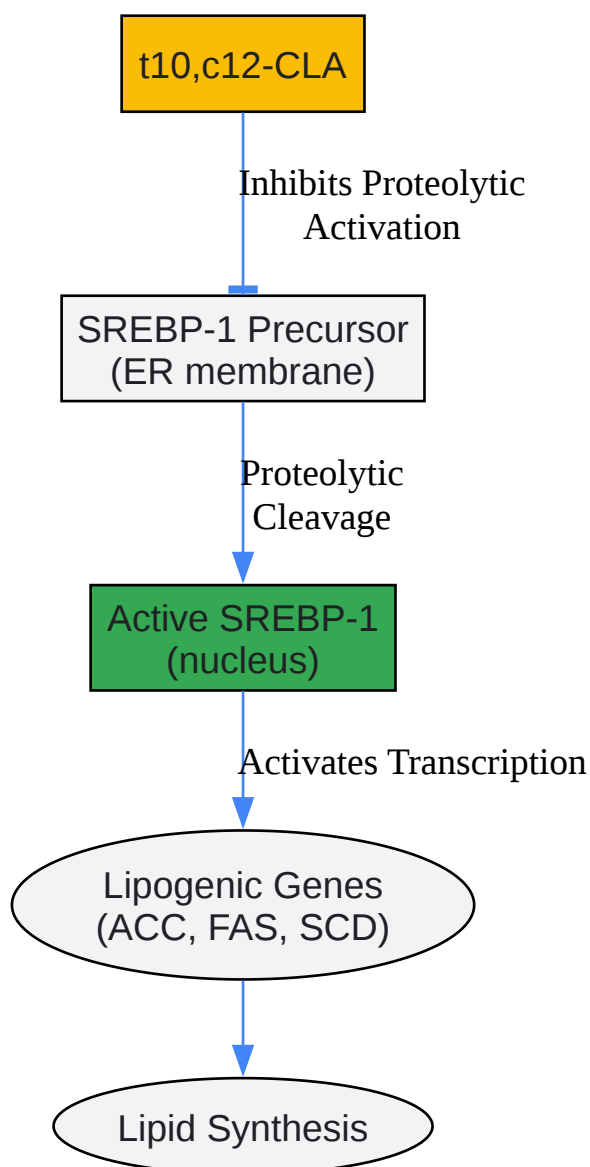 t10,c12-CLA
Inhibits Proteolytic
Activation
SREBP-1 Precursor
(ER membrane)
Proteolytic
Cleavage
Active SREBP-1
(nucleus)
Activates Transcription
Lipogenic Genes
(ACC, FAS, SCD)
Lipid Synthesis